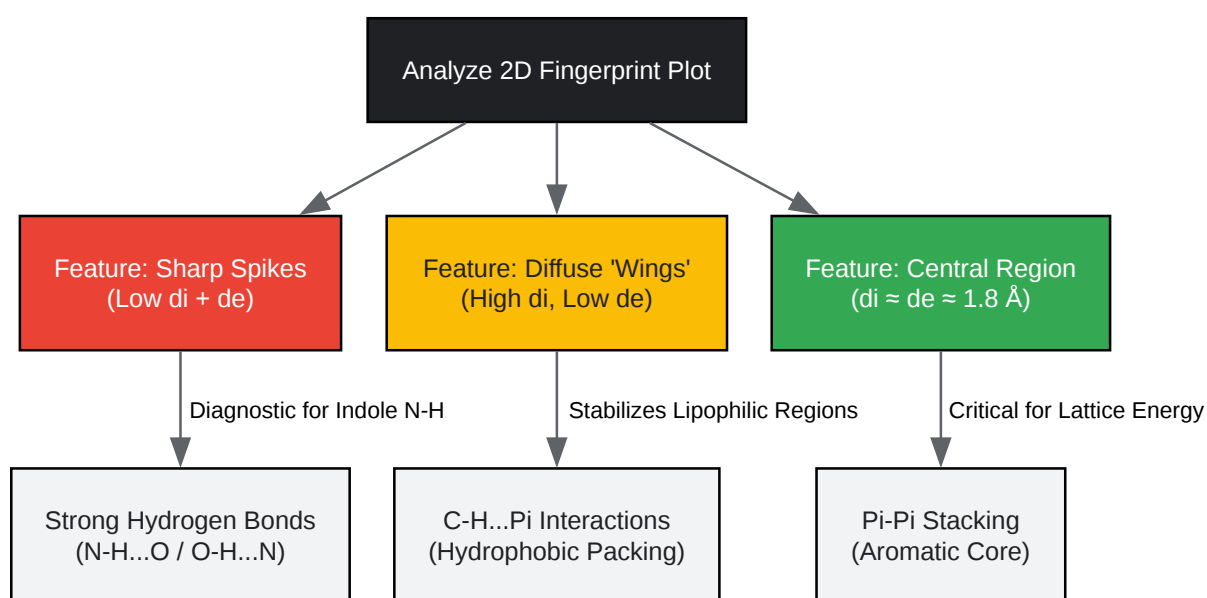 Analyze 2D Fingerprint Plot
Feature: Sharp Spikes
(Low di + de)
Feature: Diffuse 'Wings'
(High di, Low de)
Feature: Central Region
(di ≈ de ≈ 1.8 Å)
Diagnostic for Indole N-H
Stabilizes Lipophilic Regions
Critical for Lattice Energy
Strong Hydrogen Bonds
(N-H...O / O-H...N)
C-H...Pi Interactions
(Hydrophobic Packing)
Pi-Pi Stacking
(Aromatic Core)